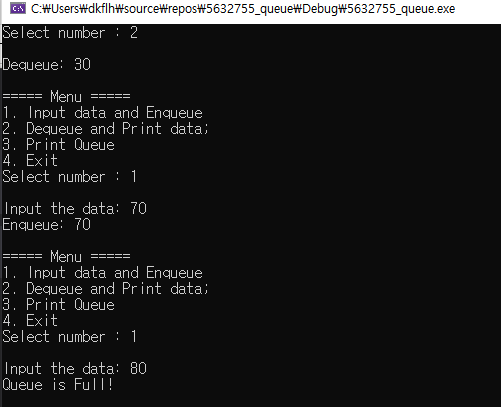 C:\Users\dkflh\source\repos\5632755_queue\Debug\5632755_queue.exe
Select number : 2
Dequeue: 30
===== Menu =====
1. Input data and Enqueue
2. Dequeue and Print data;
3. Print Queue
4. Exit
Select number : 1
Input the data: 70
Enqueue: 70
===== Menu =====
1. Input data and Enqueue
2. Dequeue and Print data;
3. Print Queue
4. Exit
Select number : 1
Input the data: 80
Queue is Full!